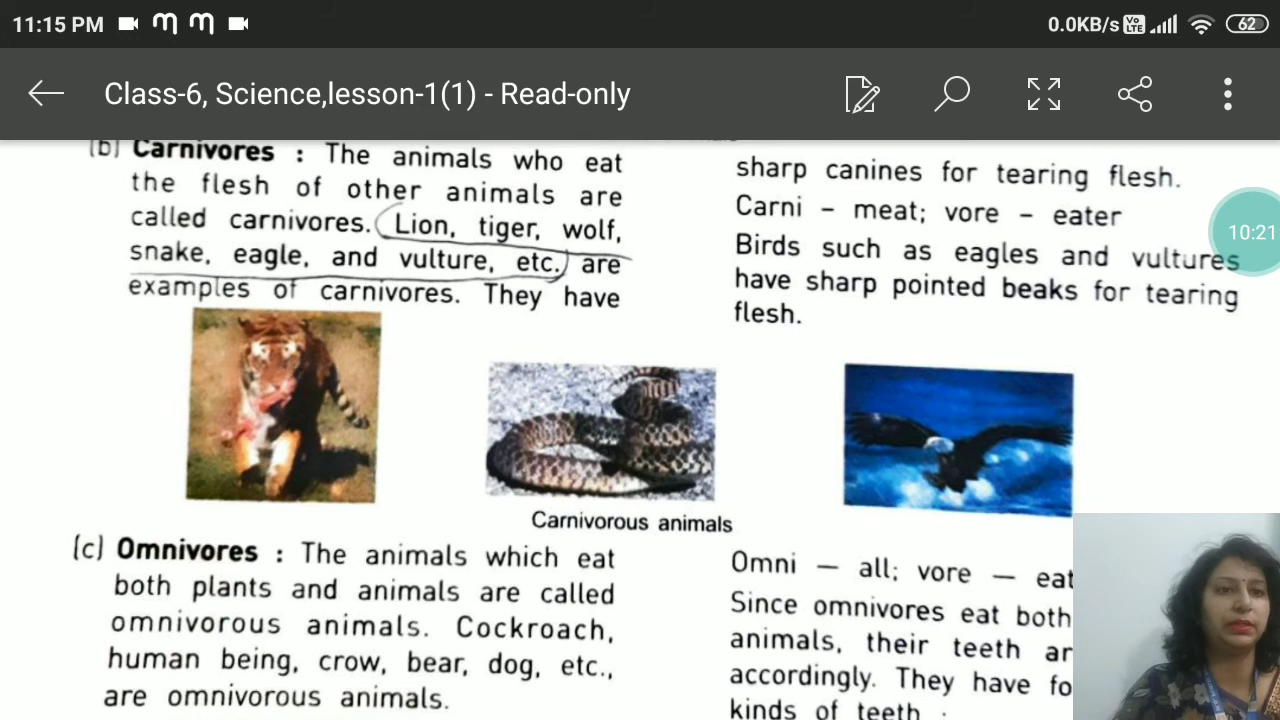 11:15 PM
0.0KB/s Vo LTE 62
Class-6, Science,lesson-1(1) - Read-only
10:21
(b) Carnivores : The animals who eat
the flesh of other animals are
called carnivores. Lion, tiger, wolf,
snake, eagle, and vulture, etc. are
examples of carnivores. They have
sharp canines for tearing flesh.
Carni – meat; vore – eater
Birds such as eagles and vultures
have sharp pointed beaks for tearing
flesh.
Carnivorous animals
(c) Omnivores : The animals which eat
both plants and animals are called
omnivorous animals. Cockroach,
human being, crow, bear, dog, etc.,
are omnivorous animals.
Omni — all; vore — eat
Since omnivores eat both
animals, their teeth ar
accordingly. They have fo
kinds of teeth :